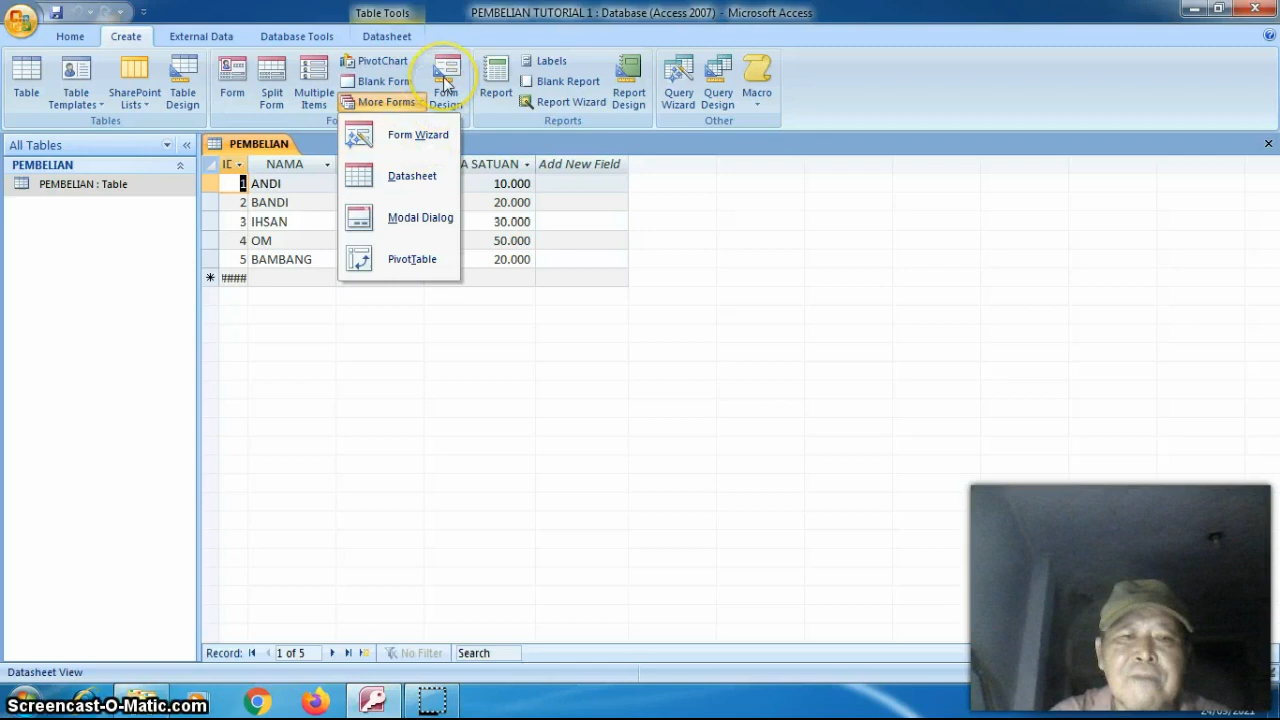 Table Tools
PEMBELIAN TUTORIAL 1 : Database (Access 2007) - Microsoft Access
Home
Create
External Data
Database Tools
Datasheet
Table
Table Templates
SharePoint Lists
Table Design
Tables
Form
Split Form
Multiple Items
PivotChart
Blank Form
More Forms
Form Design
Report
Labels
Blank Report
Report Wizard
Report Design
Reports
Query Wizard
Query Design
Macro
Other
Form Wizard
Datasheet
Modal Dialog
PivotTable
All Tables
PEMBELIAN
PEMBELIAN : Table
PEMBELIAN
NAMA
SATUAN
Add New Field
1 ANDI 10.000
2 BANDI 20.000
3 IHSAN 30.000
4 OM 50.000
5 BAMBANG 20.000
* ####
Record:
1 of 5
No Filter
Search
Datasheet View
Screencast-O-Matic.com
24/09/2021